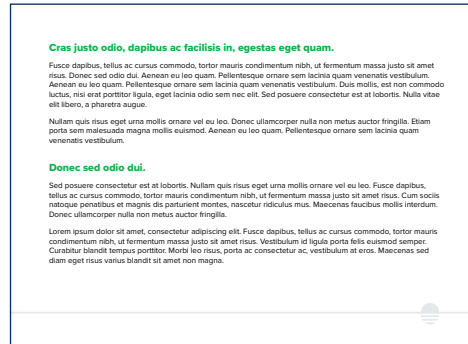 Cras justo odio, dapibus ac facilisis in, egestas eget quam.
Fusce dapibus, tellus ac cursus commodo, tortor mauris condimentum nibh, ut fermentum massa justo sit amet
risus. Donec sed odio dui. Aenean eu leo quam. Pellentesque ornare sem lacinia quam venenatis vestibulum.
Aenean eu leo quam. Pellentesque ornare sem lacinia quam venenatis vestibulum. Duis mollis, est non commodo
luctus, nisi erat porttitor ligula, eget lacinia odio sem nec elit. Sed posuere consectetur est at lobortis. Nulla vitae
elit libero, a pharetra augue.
Nullam quis risus eget urna mollis ornare vel eu leo. Donec ullamcorper nulla non metus auctor fringilla. Etiam
porta sem malesuada magna mollis euismod. Aenean eu leo quam. Pellentesque ornare sem lacinia quam
venenatis vestibulum.
Donec sed odio dui.
Sed posuere consectetur est at lobortis. Nullam quis risus eget urna mollis ornare vel eu leo. Fusce dapibus,
tellus ac cursus commodo, tortor mauris condimentum nibh, ut fermentum massa justo sit amet risus. Cum sociis
natoque penatibus et magnis dis parturient montes, nascetur ridiculus mus. Maecenas faucibus mollis interdum.
Donec ullamcorper nulla non metus auctor fringilla.
Lorem ipsum dolor sit amet, consectetur adipiscing elit. Fusce dapibus, tellus ac cursus commodo, tortor mauris
condimentum nibh, ut fermentum massa justo sit amet risus. Vestibulum id ligula porta felis euismod semper.
Curabitur blandit tempus porttitor. Morbi leo risus, porta ac consectetur ac, vestibulum at eros. Maecenas sed
diam eget risus varius blandit sit amet non magna.